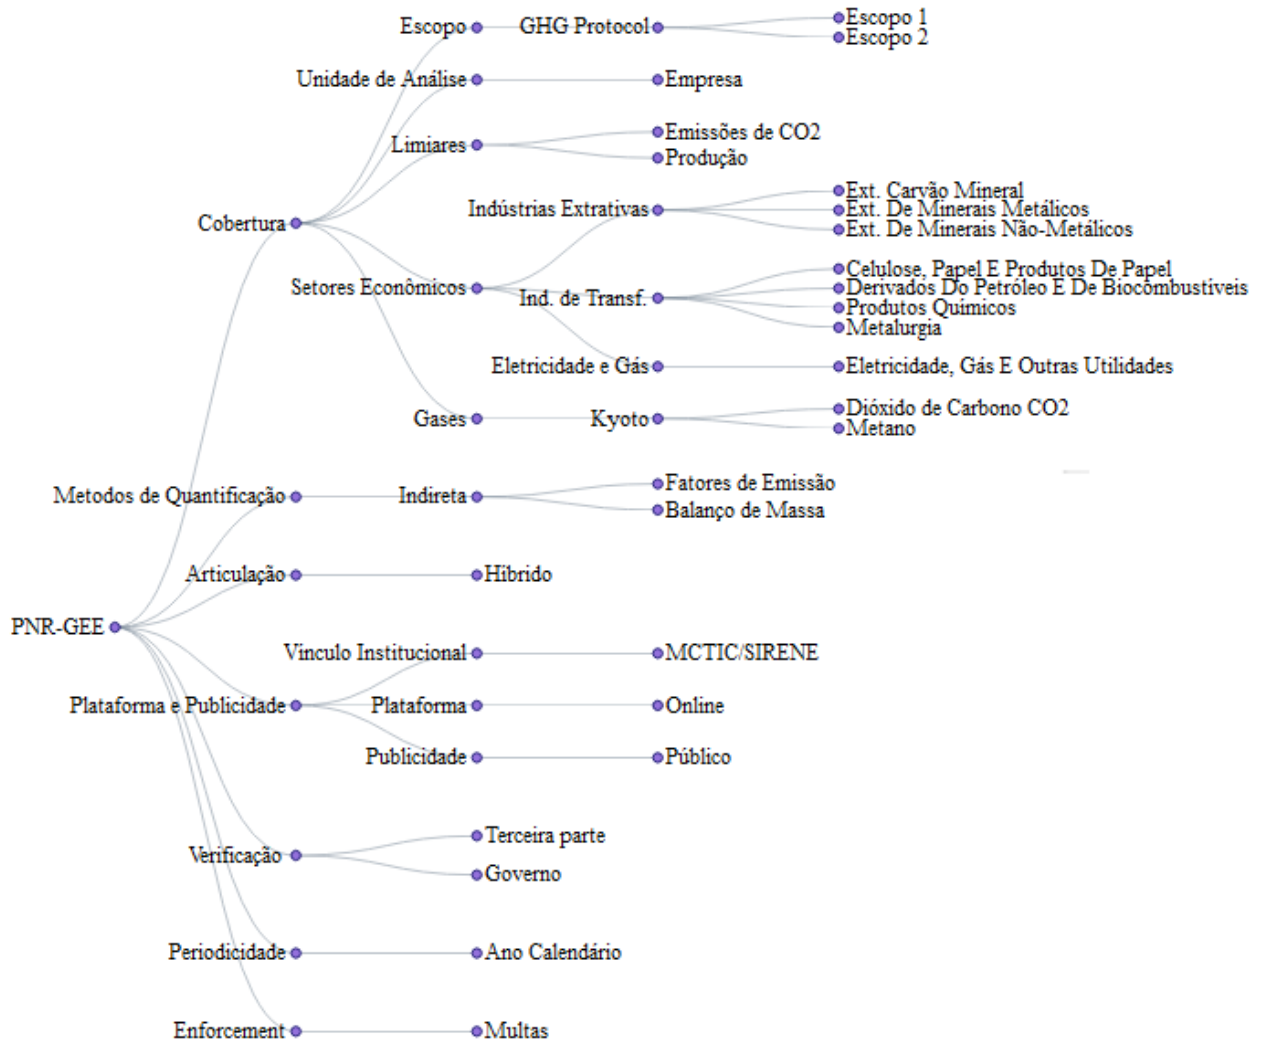 Escopo
GHG Protocol
Escopo 1
Escopo 2
Unidade de Análise
Empresa
Limiares
Emissões de CO2
Produção
Cobertura
Indústrias Extrativas
Ext. Carvão Mineral
Ext. De Minerais Metálicos
Ext. De Minerais Não-Metálicos
Setores Econômicos
Ind. de Transf.
Celulose, Papel E Produtos De Papel
Derivados Do Petróleo E De Biocombustíveis
Produtos Químicos
Metalurgia
Eletricidade e Gás
Eletricidade, Gás E Outras Utilidades
Gases
Kyoto
Dióxido de Carbono CO2
Metano
Metodos de Quantificação
Indireta
Fatores de Emissão
Balanço de Massa
Articulação
Híbrido
PNR-GEE
Vínculo Institucional
MCTIC/SIRENE
Plataforma e Publicidade
Plataforma
Online
Publicidade
Público
Verificação
Terceira parte
Governo
Periodicidade
Ano Calendário
Enforcement
Multas